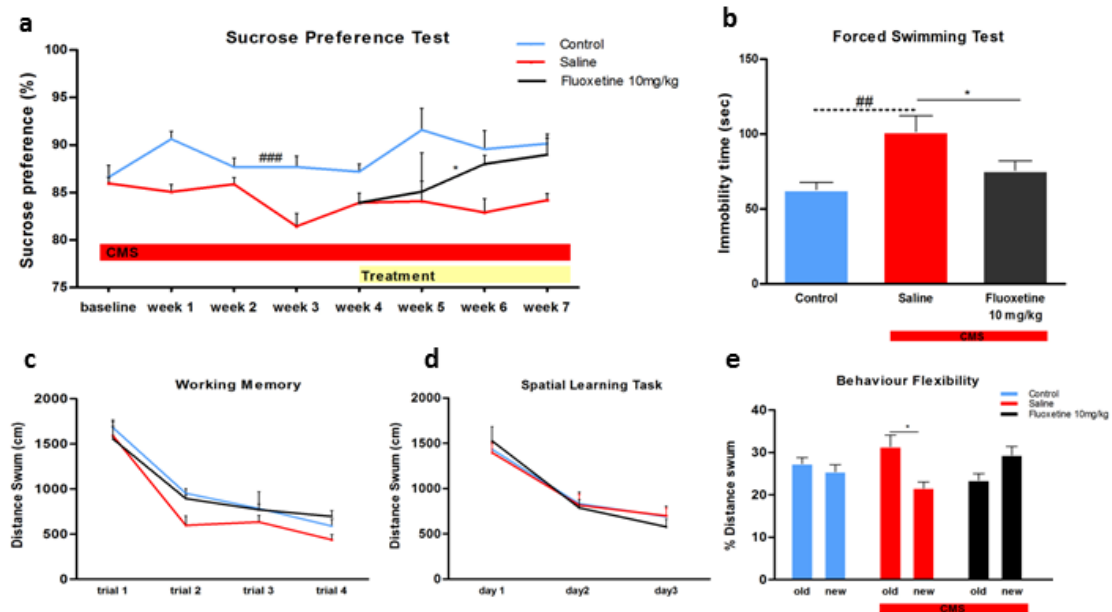 a
Sucrose Preference Test
Control
Saline
Fluoxetine 10mg/kg
Sucrose preference (%)
100
95
90
85
80
75
###
*
CMS
Treatment
baseline week 1 week 2 week 3 week 4 week 5 week 6 week 7
b
Forced Swimming Test
Immobility time (sec)
150
100
50
0
##
*
Control Saline Fluoxetine
10 mg/kg
CMS
c
Working Memory
Distance Swum (cm)
2000
1500
1000
500
0
trial 1 trial 2 trial 3 trial 4
d
Spatial Learning Task
Distance Swum (cm)
2000
1500
1000
500
0
day 1 day2 day3
e
Behaviour Flexibility
Control
Saline
Fluoxetine 10mg/kg
% Distance swum
40
30
20
10
0
*
old new old new old new
CMS